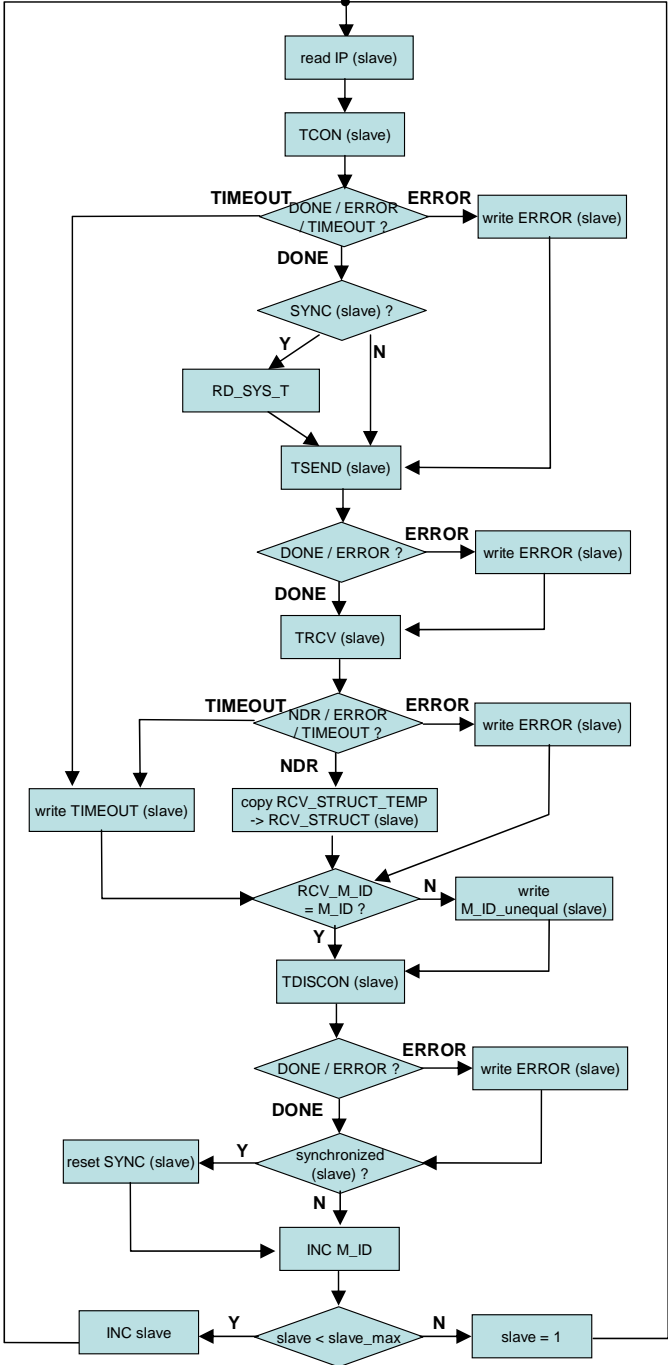 read IP (slave)
TCON (slave)
TIMEOUT
DONE / ERROR
/ TIMEOUT ?
ERROR
write ERROR (slave)
DONE
SYNC (slave) ?
Y
N
RD_SYS_T
TSEND (slave)
DONE / ERROR ?
ERROR
write ERROR (slave)
DONE
TRCV (slave)
TIMEOUT
NDR / ERROR
/ TIMEOUT ?
ERROR
write ERROR (slave)
NDR
write TIMEOUT (slave)
copy RCV_STRUCT_TEMP
-> RCV_STRUCT (slave)
RCV_M_ID
= M_ID ?
N
write
M_ID_unequal (slave)
Y
TDISCON (slave)
DONE / ERROR ?
ERROR
write ERROR (slave)
DONE
reset SYNC (slave)
Y
synchronized
(slave) ?
N
INC M_ID
INC slave
Y
slave < slave_max
N
slave = 1